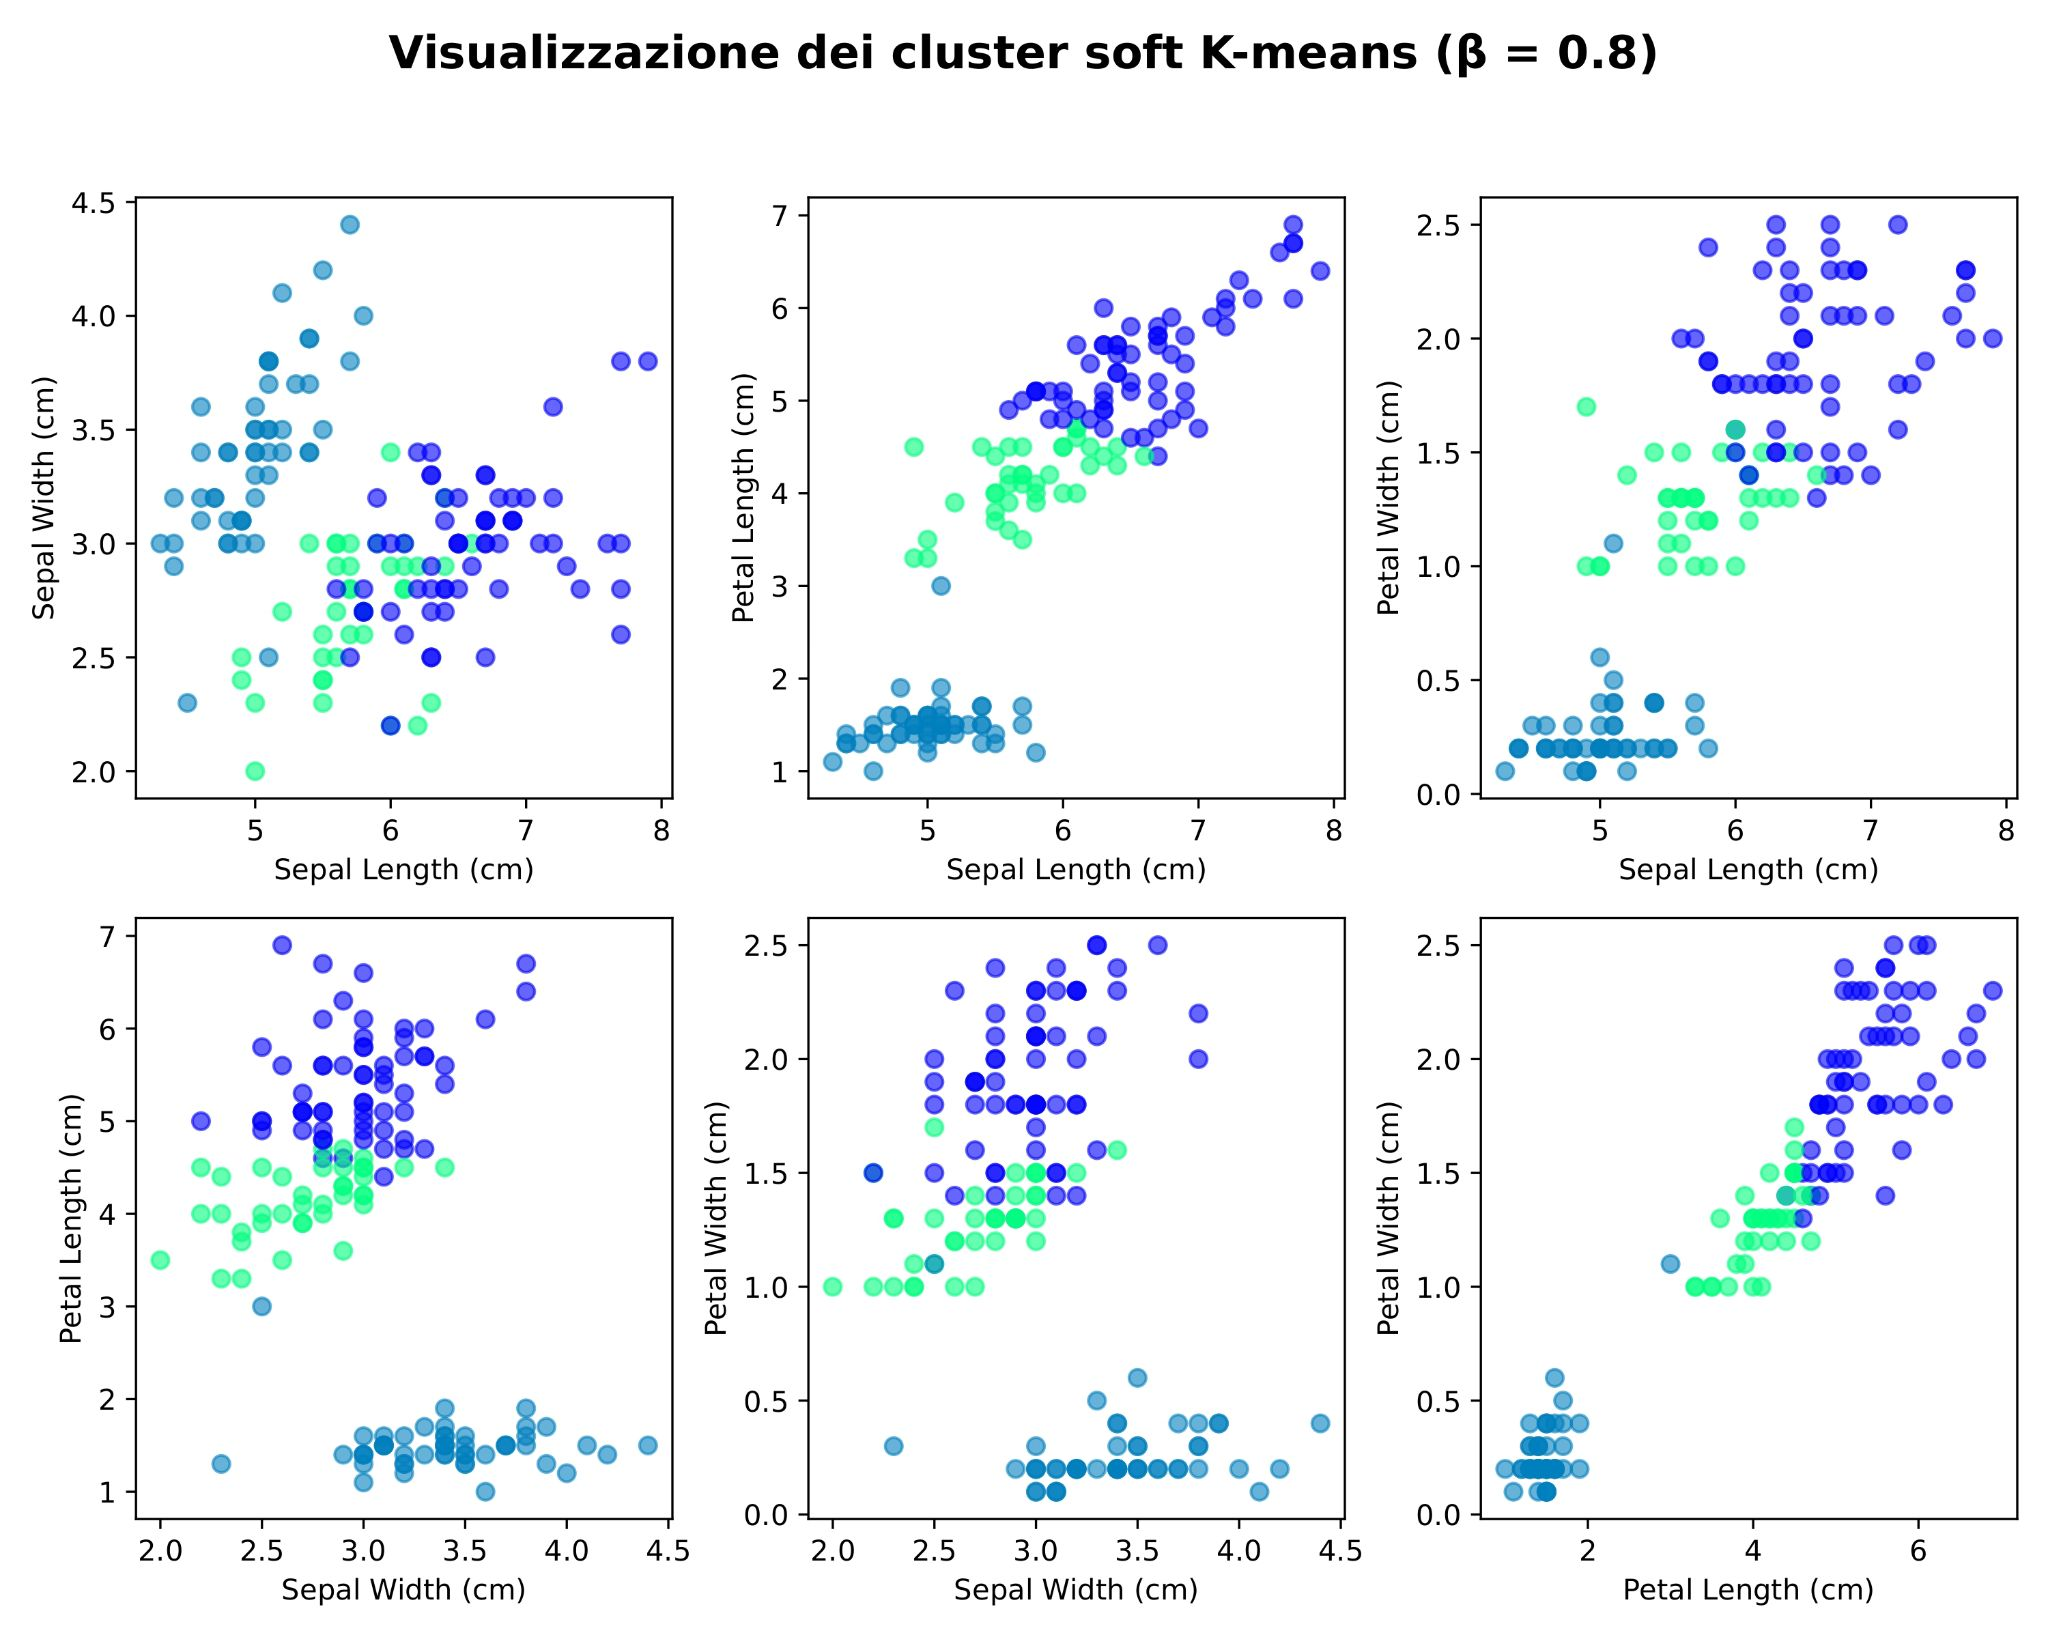 Visualizzazione dei cluster soft K-means (β = 0.8)
4.5
4.0
3.5
3.0
2.5
2.0
Sepal Width (cm)
5 6 7 8
Sepal Length (cm)
7
6
5
4
3
2
1
Petal Length (cm)
5 6 7 8
Sepal Length (cm)
2.5
2.0
1.5
1.0
0.5
0.0
Petal Width (cm)
5 6 7 8
Sepal Length (cm)
7
6
5
4
3
2
1
Petal Length (cm)
2.0 2.5 3.0 3.5 4.0 4.5
Sepal Width (cm)
2.5
2.0
1.5
1.0
0.5
0.0
Petal Width (cm)
2.0 2.5 3.0 3.5 4.0 4.5
Sepal Width (cm)
2.5
2.0
1.5
1.0
0.5
0.0
Petal Width (cm)
2 4 6
Petal Length (cm)